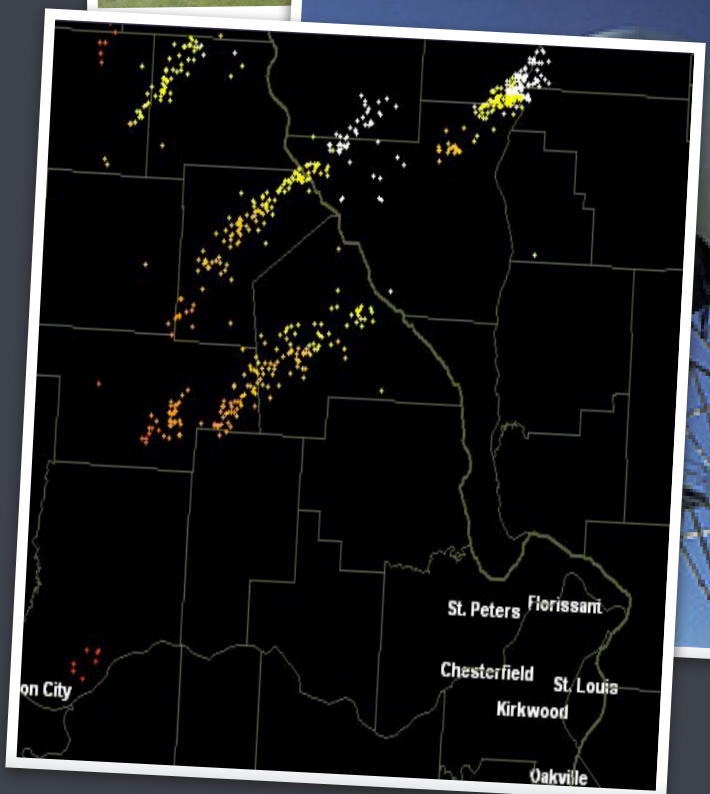 St. Peters
Florissant
Chesterfield
on City
St. Louis
Kirkwood
Oakville